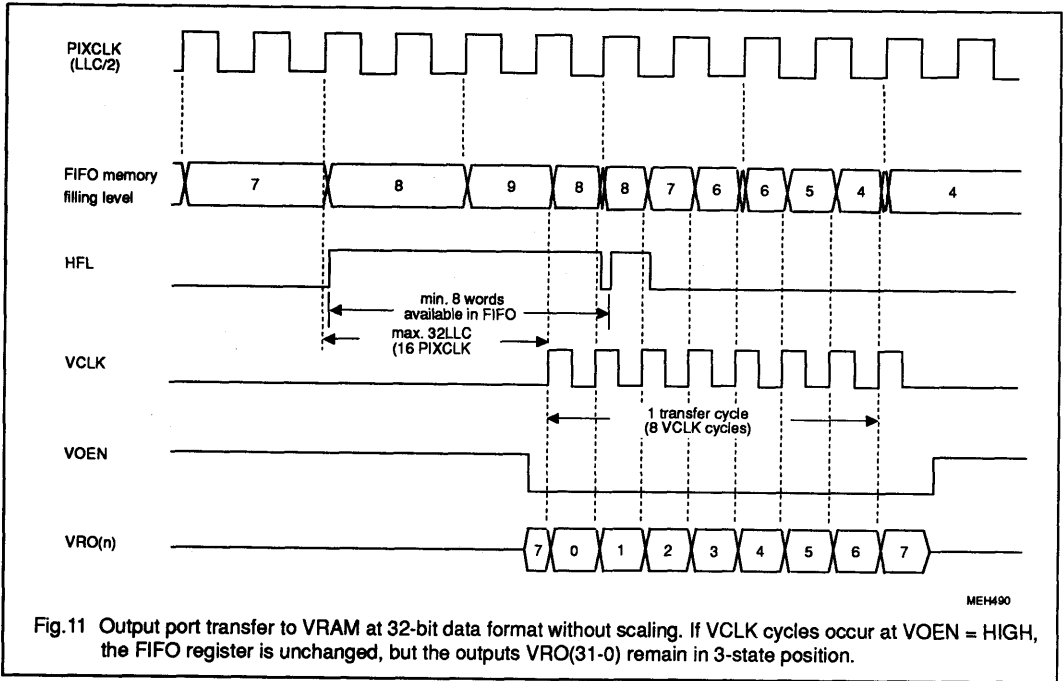 PIXCLK
(LLC/2)
FIFO memory
filling level
7 8 9 8 8 7 6 6 5 4 4
HFL
min. 8 words
available in FIFO
max. 32LLC
(16 PIXCLK
VCLK
1 transfer cycle
(8 VCLK cycles)
VOEN
VRO(n)
7 0 1 2 3 4 5 6 7
MEH490
Fig.11 Output port transfer to VRAM at 32-bit data format without scaling. If VCLK cycles occur at VOEN = HIGH,
the FIFO register is unchanged, but the outputs VRO(31-0) remain in 3-state position.